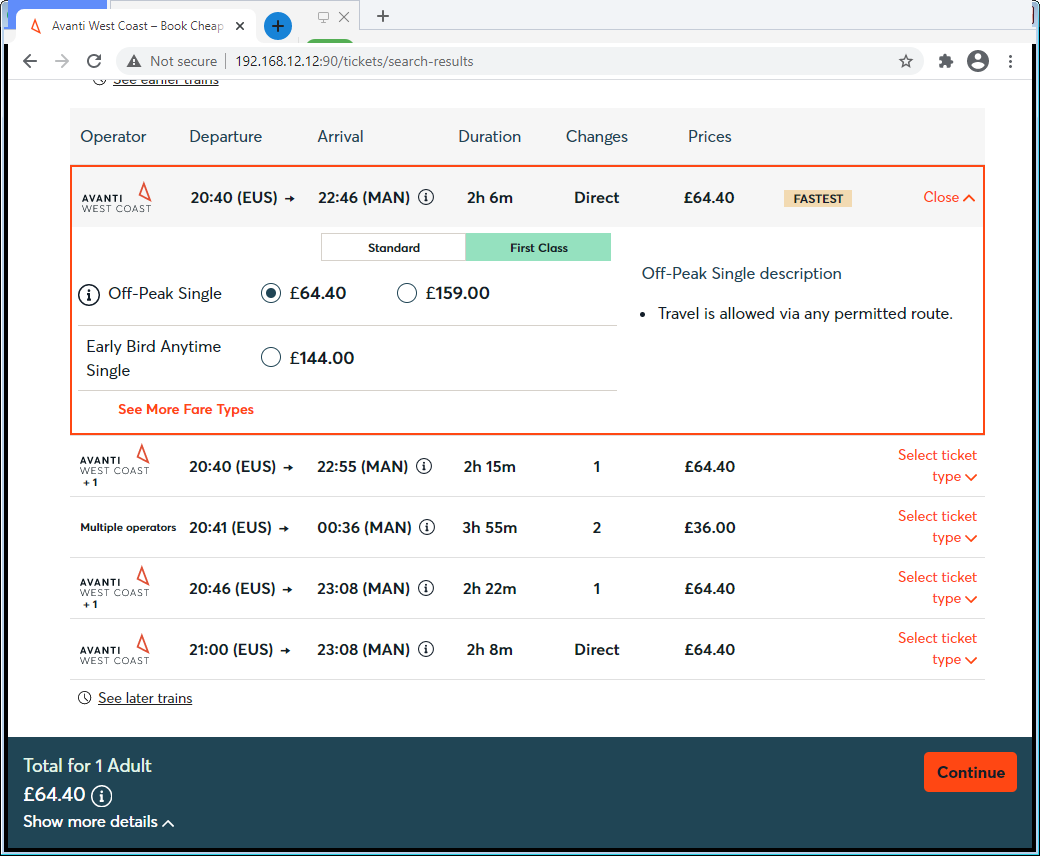 Avanti West Coast – Book Cheap
Not secure 192.168.12.12:90/tickets/search-results
See earlier trains
Operator Departure Arrival Duration Changes Prices
AVANTI WEST COAST 20:40 (EUS) → 22:46 (MAN) 2h 6m Direct £64.40 FASTEST Close
Standard First Class
Off-Peak Single £64.40 £159.00
Early Bird Anytime
Single £144.00
See More Fare Types
Off-Peak Single description
• Travel is allowed via any permitted route.
AVANTI WEST COAST + 1 20:40 (EUS) → 22:55 (MAN) 2h 15m 1 £64.40 Select ticket type
Multiple operators 20:41 (EUS) → 00:36 (MAN) 3h 55m 2 £36.00 Select ticket type
AVANTI WEST COAST + 1 20:46 (EUS) → 23:08 (MAN) 2h 22m 1 £64.40 Select ticket type
AVANTI WEST COAST 21:00 (EUS) → 23:08 (MAN) 2h 8m Direct £64.40 Select ticket type
See later trains
Total for 1 Adult
£64.40
Show more details
Continue